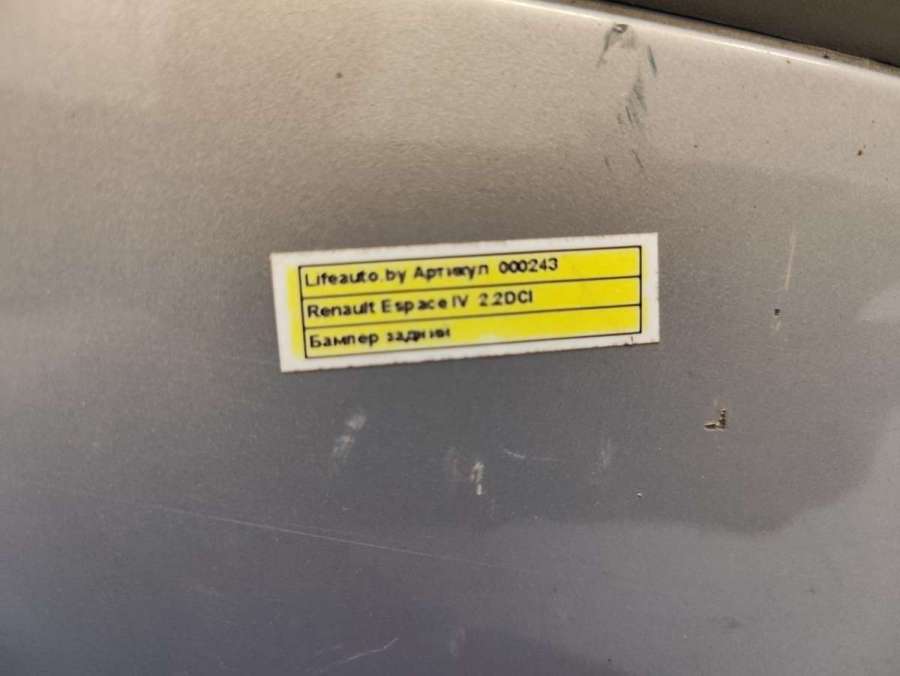 Lifeauto.by Артикул 000243
Renault Espace IV 2.2DCI
Бампер задний